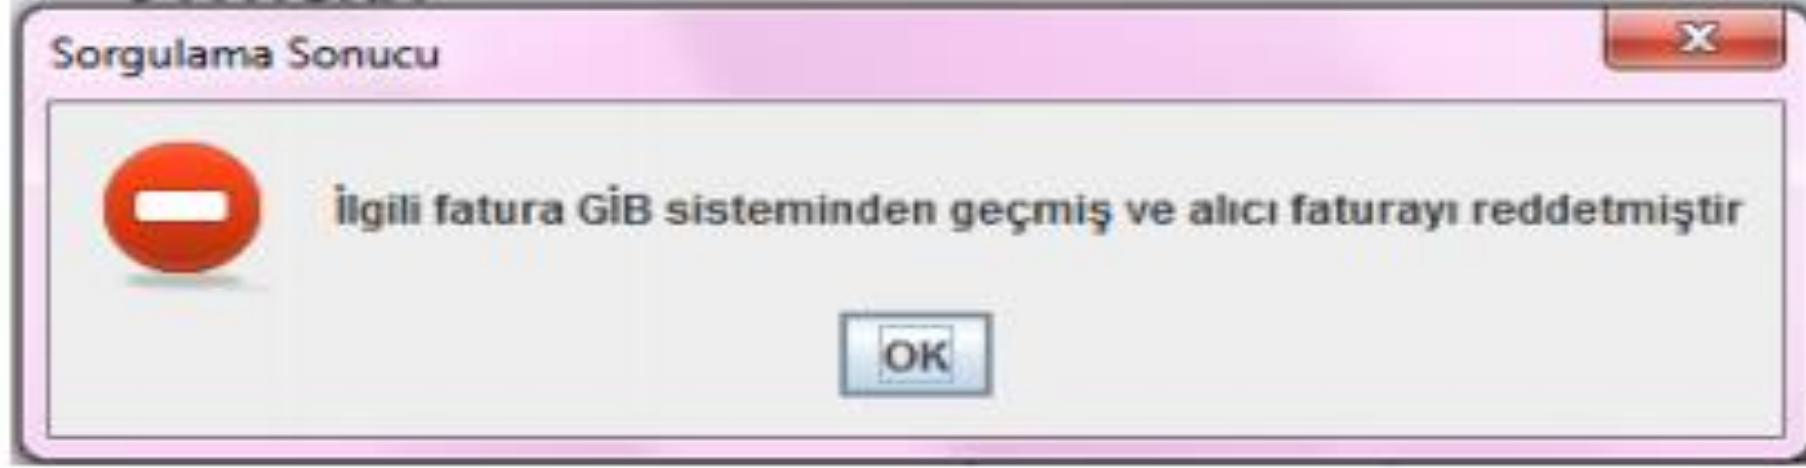 Sorgulama Sonucu
İlgili fatura GİB sisteminden geçmiş ve alıcı faturayı reddetmiştir
OK